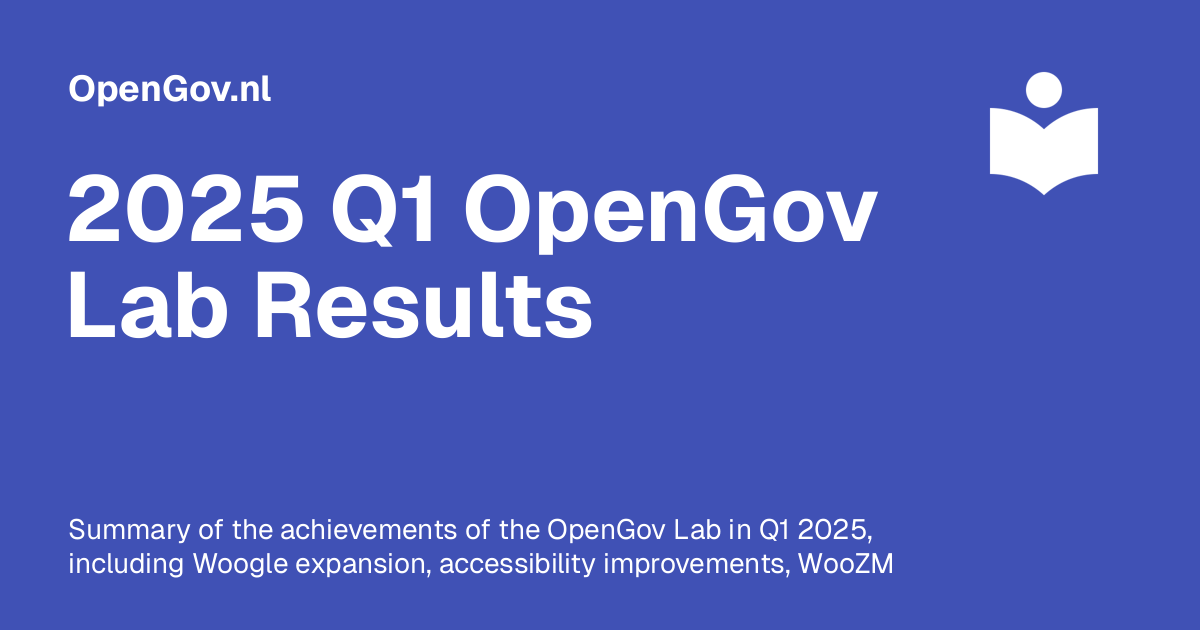 OpenGov.nl
2025 Q1 OpenGov
Lab Results
Summary of the achievements of the OpenGov Lab in Q1 2025,
including Woogle expansion, accessibility improvements, WooZM